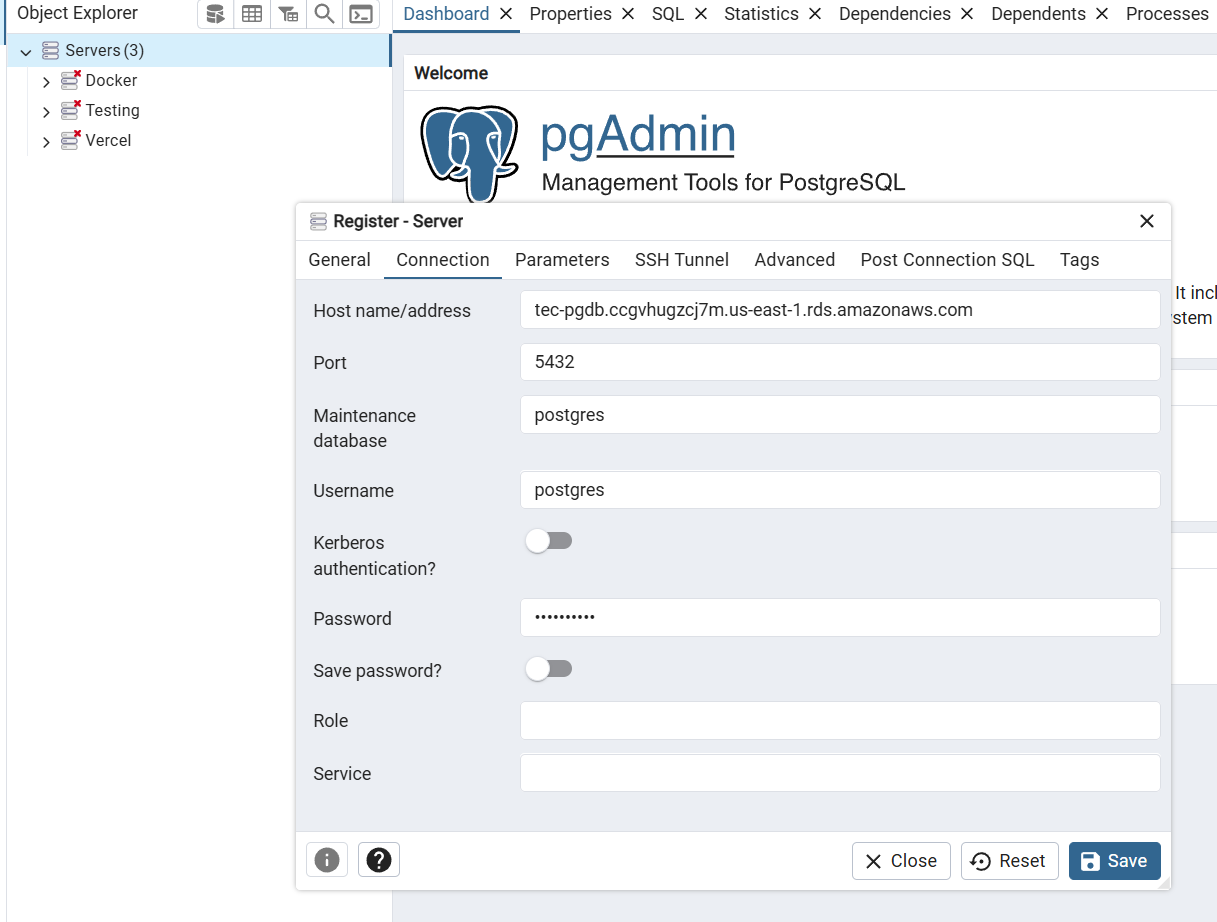 Object Explorer
Dashboard
Properties
SQL
Statistics
Dependencies
Dependents
Processes
Servers (3)
Docker
Testing
Vercel
Welcome
pgAdmin
Management Tools for PostgreSQL
It incl
stem
Register - Server
General
Connection
Parameters
SSH Tunnel
Advanced
Post Connection SQL
Tags
Host name/address
tec-pgdb.ccgvhugzcj7m.us-east-1.rds.amazonaws.com
Port
5432
Maintenance
database
postgres
Username
postgres
Kerberos
authentication?
Password
••••••••••
Save password?
Role
Service
Close
Reset
Save